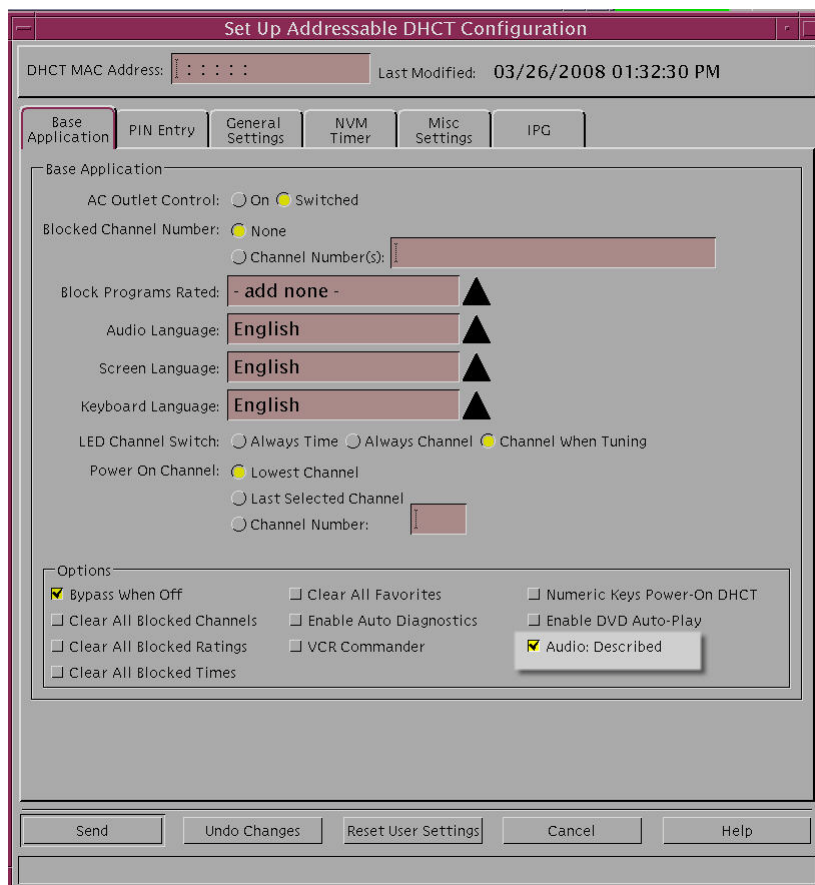 Set Up Addressable DHCT Configuration
DHCT MAC Address: : : : : : Last Modified: 03/26/2008 01:32:30 PM
Base Application PIN Entry General Settings NVM Timer Misc Settings IPG
Base Application
AC Outlet Control: On Switched
Blocked Channel Number: None
Channel Number(s):
Block Programs Rated: - add none -
Audio Language: English
Screen Language: English
Keyboard Language: English
LED Channel Switch: Always Time Always Channel Channel When Tuning
Power On Channel: Lowest Channel
Last Selected Channel
Channel Number:
Options
Bypass When Off Clear All Favorites Numeric Keys Power-On DHCT
Clear All Blocked Channels Enable Auto Diagnostics Enable DVD Auto-Play
Clear All Blocked Ratings VCR Commander Audio: Described
Clear All Blocked Times
Send Undo Changes Reset User Settings Cancel Help